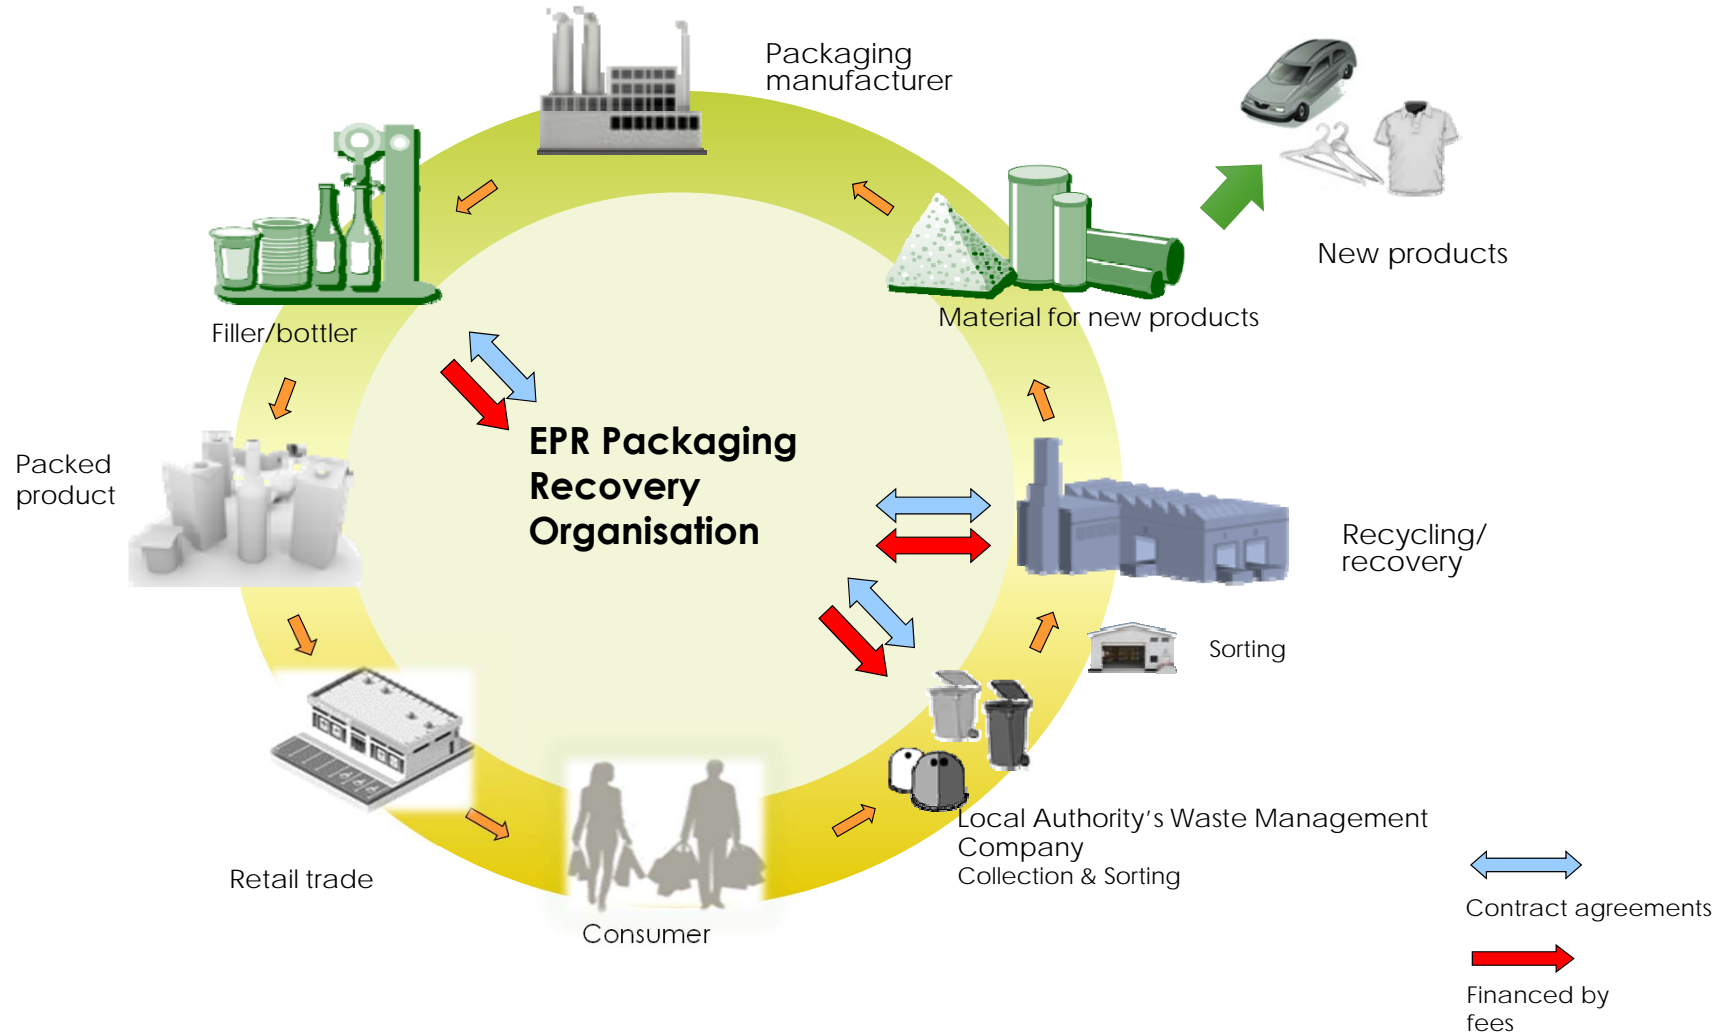 Packaging
manufacturer
New products
Material for new products
Filler/bottler
EPR Packaging
Recovery
Organisation
Packed
product
Recycling/
recovery
Sorting
Local Authority's Waste Management
Company
Collection & Sorting
Retail trade
Consumer
Contract agreements
Financed by
fees